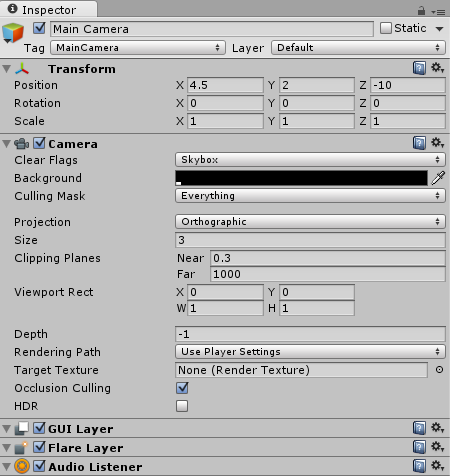 Inspector
Main Camera Static
Tag MainCamera Layer Default
Transform
Position X 4.5 Y 2 Z -10
Rotation X 0 Y 0 Z 0
Scale X 1 Y 1 Z 1
Camera
Clear Flags Skybox
Background
Culling Mask Everything
Projection Orthographic
Size 3
Clipping Planes Near 0.3
Far 1000
Viewport Rect X 0 Y 0
W 1 H 1
Depth -1
Rendering Path Use Player Settings
Target Texture None (Render Texture)
Occlusion Culling
HDR
GUI Layer
Flare Layer
Audio Listener